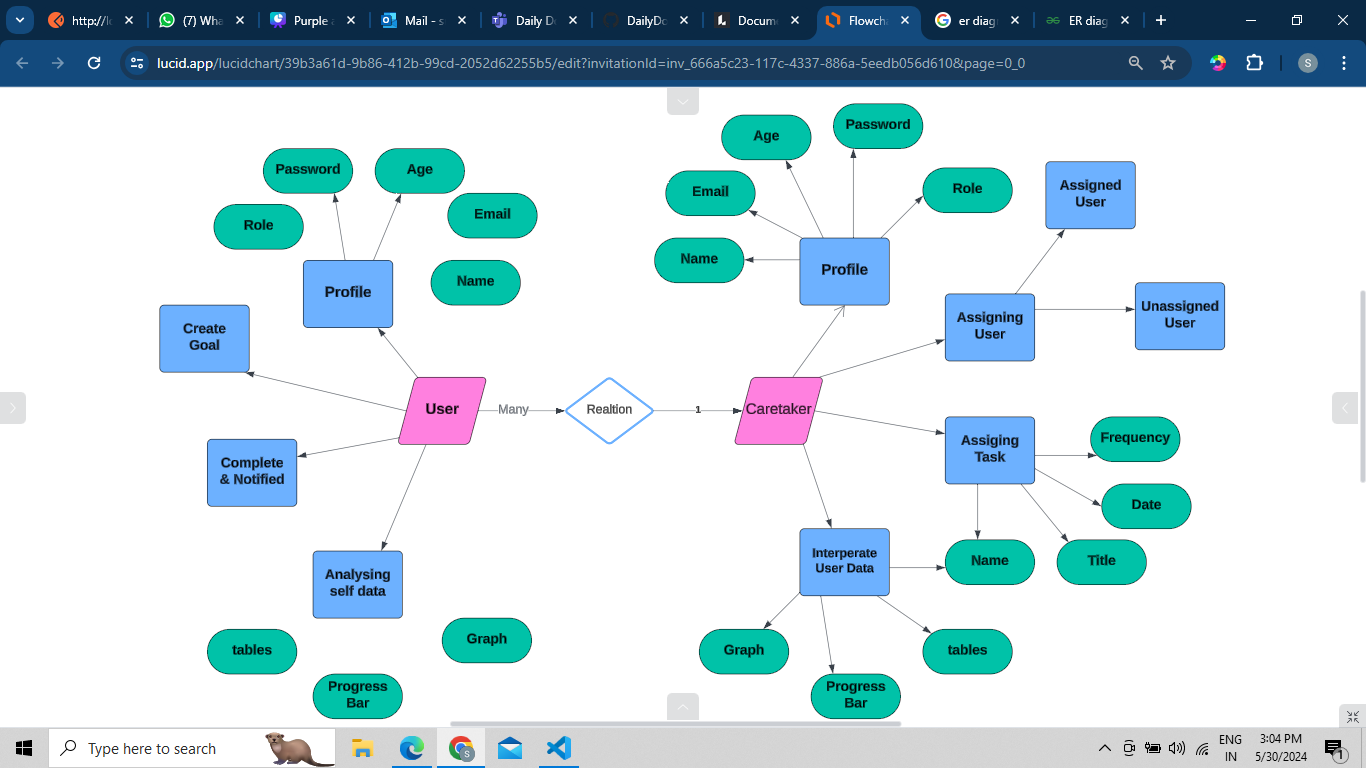 http://l
(7) Wha
Purple
Mail - s
Daily D
DailyDo
Docum
Flowch
er diag
ER diag
lucid.app/lucidchart/39b3a61d-9b86-412b-99cd-2052d62255b5/edit?invitationId=inv_666a5c23-117c-4337-886a-5eedb056d610&page=0_0
S
Password
Age
Role
Email
Name
Profile
Create
Goal
User
Complete
& Notified
Analysing
self data
tables
Graph
Progress
Bar
Many
Realtion
1
Caretaker
Age
Password
Email
Role
Name
Profile
Assigned
User
Assigning
User
Unassigned
User
Assiging
Task
Frequency
Date
Name
Title
Interperate
User Data
Graph
tables
Progress
Bar
Type here to search
S
ENG
IN
3:04 PM
5/30/2024
1